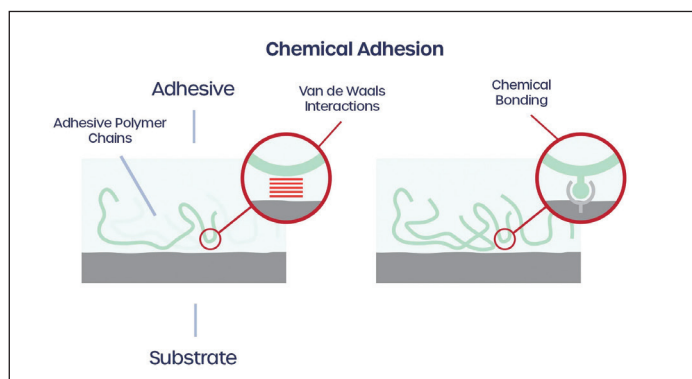 Chemical Adhesion
Adhesive
Van de Waals
Interactions
Chemical
Bonding
Adhesive Polymer
Chains
Substrate